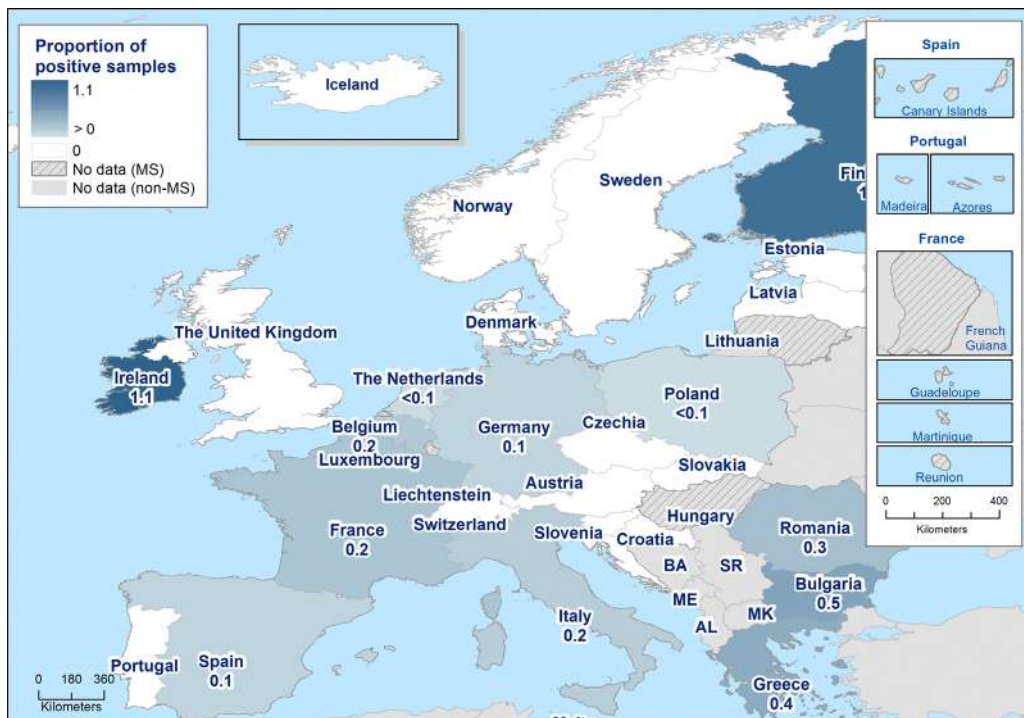 Proportion of
positive samples
1.1
> 0
0
No data (MS)
No data (non-MS)
Iceland
Spain
Canary Islands
Portugal
Madeira
Azores
France
French
Guiana
Guadeloupe
Martinique
Reunion
0 200 400
Kilometers
Norway
Sweden
Estonia
Latvia
Lithuania
Denmark
The United Kingdom
Ireland
1.1
The Netherlands
<0.1
Belgium
0.2
Luxembourg
Germany
0.1
Poland
<0.1
Czechia
Slovakia
Austria
Liechtenstein
Switzerland
France
0.2
Slovenia
Croatia
Hungary
Romania
0.3
BA
SR
Bulgaria
0.5
ME
MK
AL
Italy
0.2
Greece
0.4
Portugal
Spain
0.1
0 180 360
Kilometers